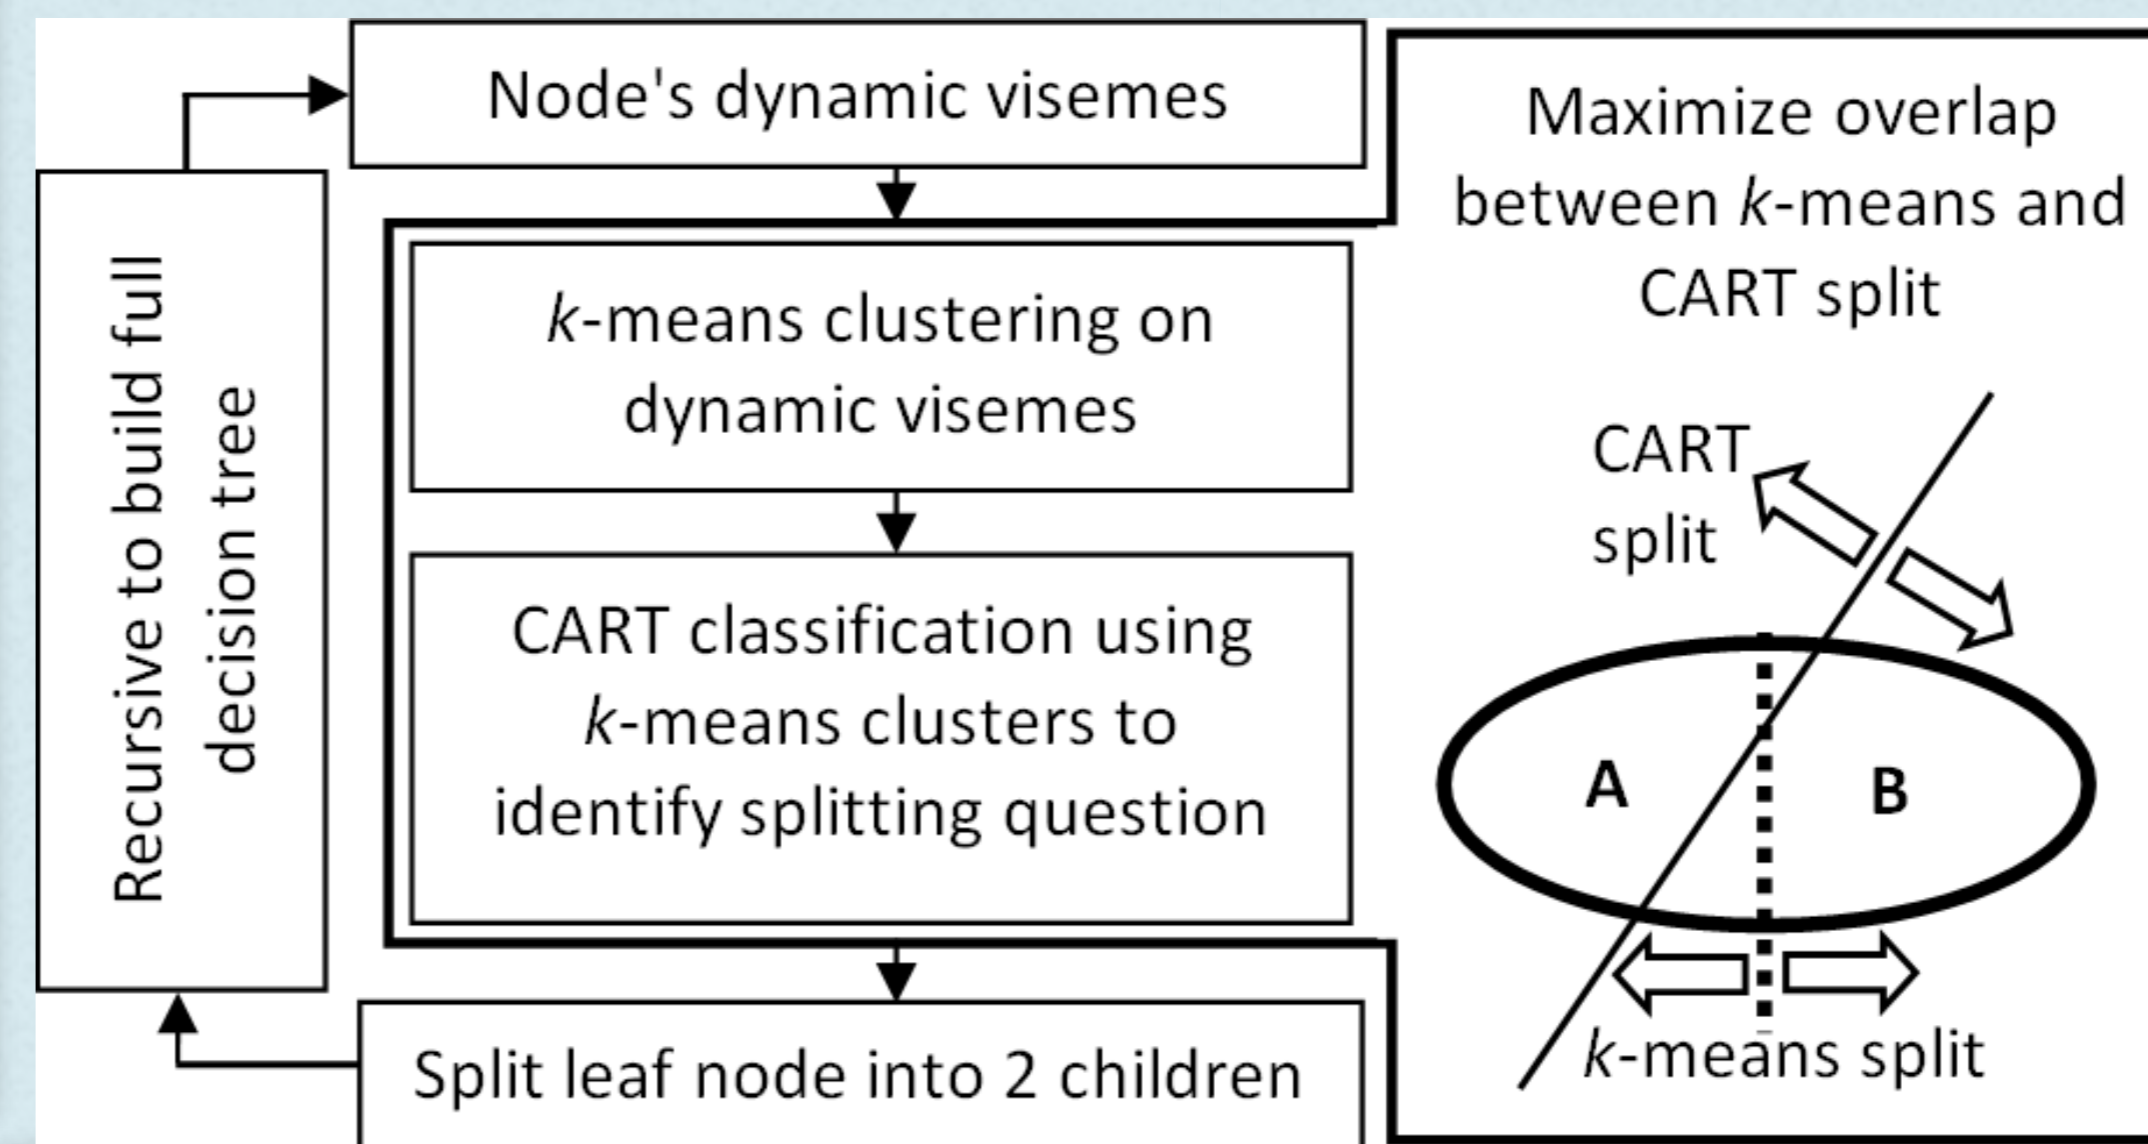 Node's dynamic visemes
k-means clustering on
dynamic visemes
CART classification using
k-means clusters to
identify splitting question
Split leaf node into 2 children
Recursive to build full
decision tree
Maximize overlap
between k-means and
CART split
CART
split
A
B
k-means split